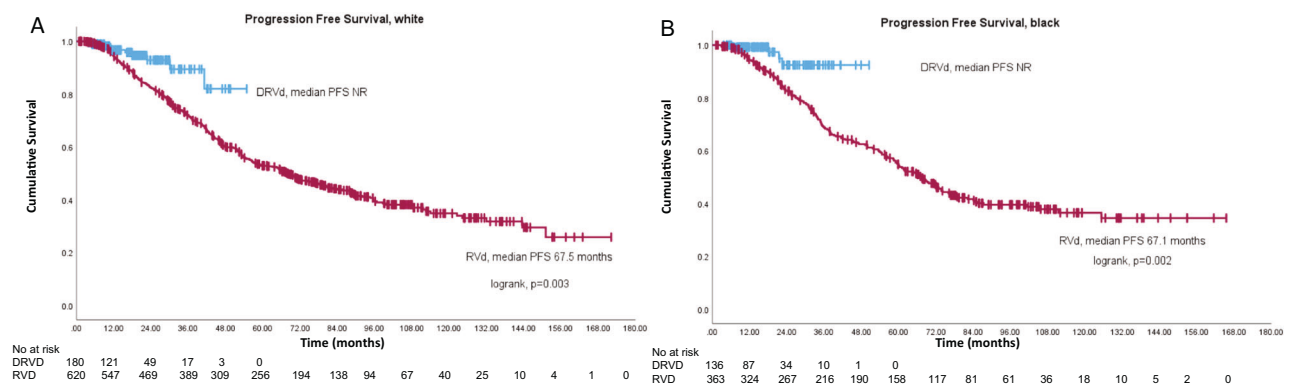 A
Progression Free Survival, white
Cumulative Survival
1.0
0.8
0.6
0.4
0.2
0.0
DRVd, median PFS NR
RVd, median PFS 67.5 months
logrank, p=0.003
.00 12.00 24.00 36.00 48.00 60.00 72.00 84.00 96.00 108.00 120.00 132.00 144.00 156.00 168.00 180.00
Time (months)
No at risk
DRVD 180 121 49 17 3 0
RVD 620 547 469 389 309 256 194 138 94 67 40 25 10 4 1 0
B
Progression Free Survival, black
Cumulative Survival
1.0
0.8
0.6
0.4
0.2
0.0
DRVd, median PFS NR
RVd, median PFS 67.1 months
logrank, p=0.002
.00 12.00 24.00 36.00 48.00 60.00 72.00 84.00 96.00 108.00 120.00 132.00 144.00 156.00 168.00 180.00
Time (months)
No at risk
DRVD 136 87 34 10 1 0
RVD 363 324 267 216 190 158 117 81 61 36 18 10 5 2 0